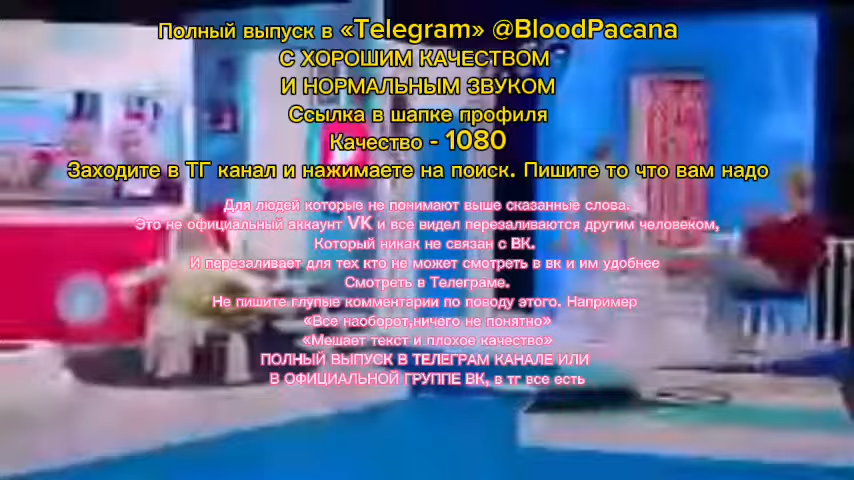 Полный выпуск в «Telegram» @BloodPacana
С ХОРОШИМ КАЧЕСТВОМ
И НОРМАЛЬНЫМ ЗВУКОМ
Ссылка в шапке профиля
Качество - 1080
Заходите в ТГ канал и нажимаете на поиск. Пишите то что вам надо
Для людей которые не понимают выше сказанные слова.
Это не официальный аккаунт VK и все видел перезаливаются другим человеком,
Который никак не связан с ВК.
И перезаливает для тех кто не может смотреть в вк и им удобнее
Смотреть в Телеграме.
Не пишите глупые комментарии по поводу этого. Например
«Все наоборот,ничего не понятно»
«Мешает текст и плохое качество»
ПОЛНЫЙ ВЫПУСК В ТЕЛЕГРАМ КАНАЛЕ ИЛИ
В ОФИЦИАЛЬНОЙ ГРУППЕ ВК, в тг все есть